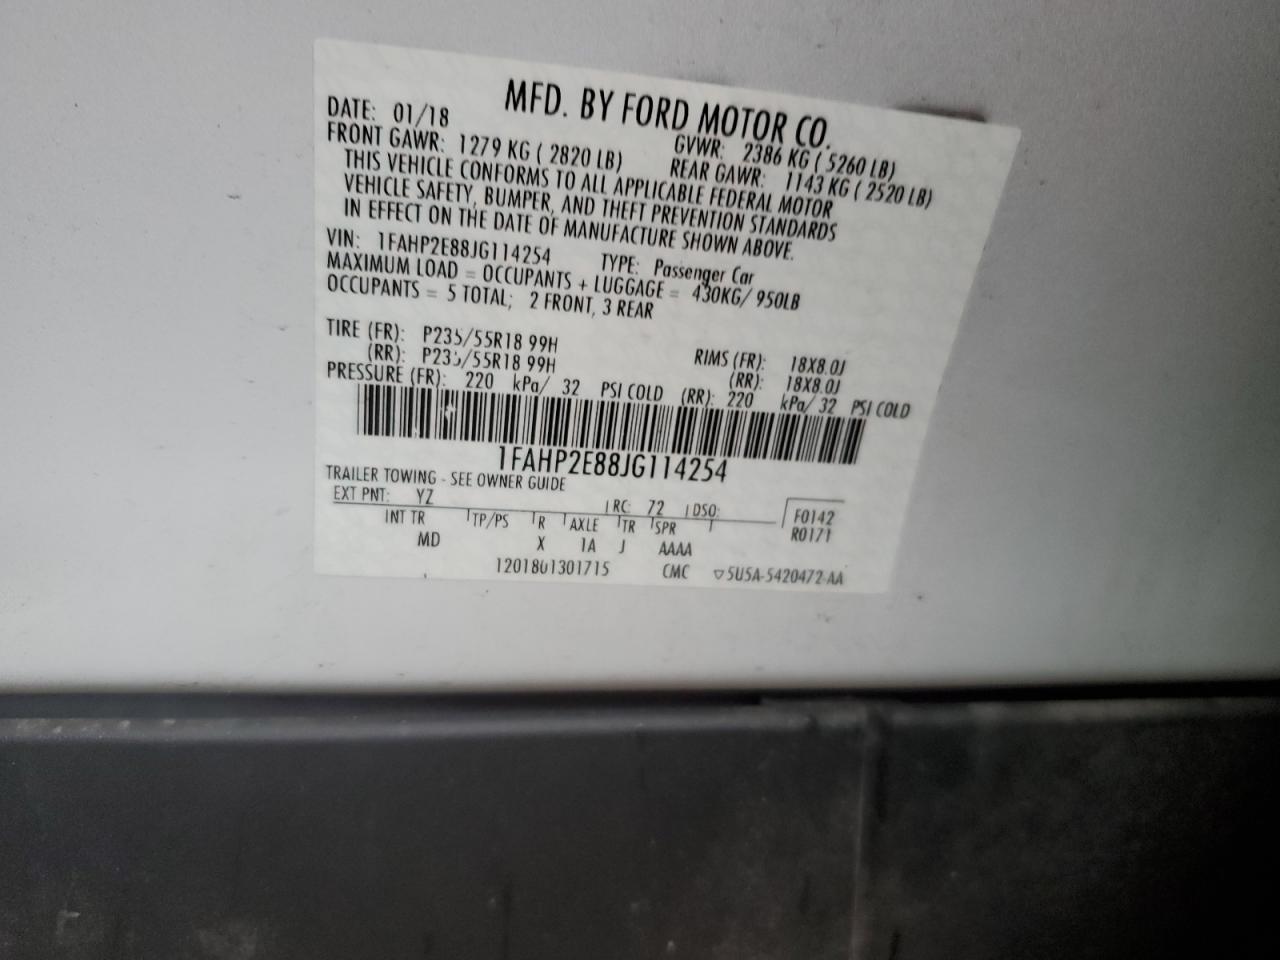 MFD. BY FORD MOTOR CO.
DATE: 01/18 GVWR: 2386 KG ( 5260 LB)
FRONT GAWR: 1279 KG ( 2820 LB) REAR GAWR: 1143 KG ( 2520 LB)
THIS VEHICLE CONFORMS TO ALL APPLICABLE FEDERAL MOTOR
VEHICLE SAFETY, BUMPER, AND THEFT PREVENTION STANDARDS
IN EFFECT ON THE DATE OF MANUFACTURE SHOWN ABOVE.
VIN: 1FAHP2E88JG114254 TYPE: Passenger Car
MAXIMUM LOAD = OCCUPANTS + LUGGAGE = 430KG/ 950LB
OCCUPANTS = 5 TOTAL; 2 FRONT, 3 REAR
TIRE (FR): P235/55R18 99H RIMS (FR): 18X8.0J
(RR): P235/55R18 99H (RR): 18X8.0J
PRESSURE (FR): 220 kPa/ 32 PSI COLD (RR): 220 kPa/ 32 PSI COLD
1FAHP2E88JG114254
TRAILER TOWING - SEE OWNER GUIDE
EXT PNT: YZ RC: 72 DSO: F0142
INT TR TP/PS R AXLE TR SPR R0171
MD X 1A J AAAA
1201801301715 CMC ▽5U5A-5420472-AA